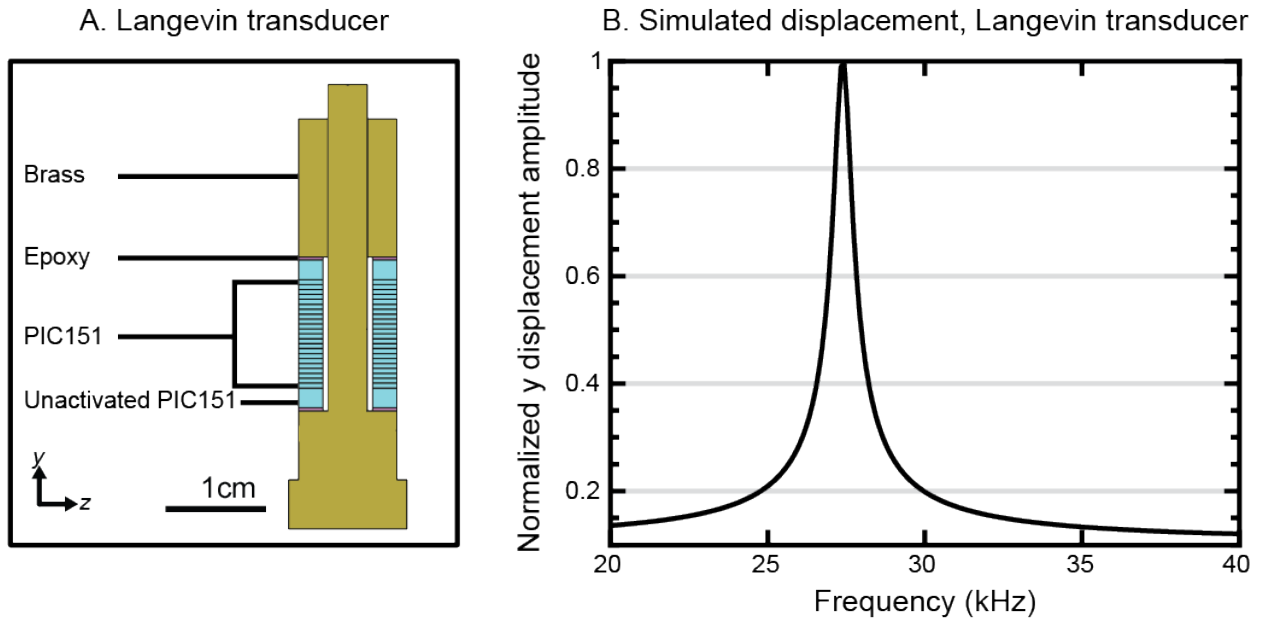 A. Langevin transducer
Brass
Epoxy
PIC151
Unactivated PIC151
y
z
1cm
B. Simulated displacement, Langevin transducer
Normalized y displacement amplitude
1
0.8
0.6
0.4
0.2
20 25 30 35 40
Frequency (kHz)